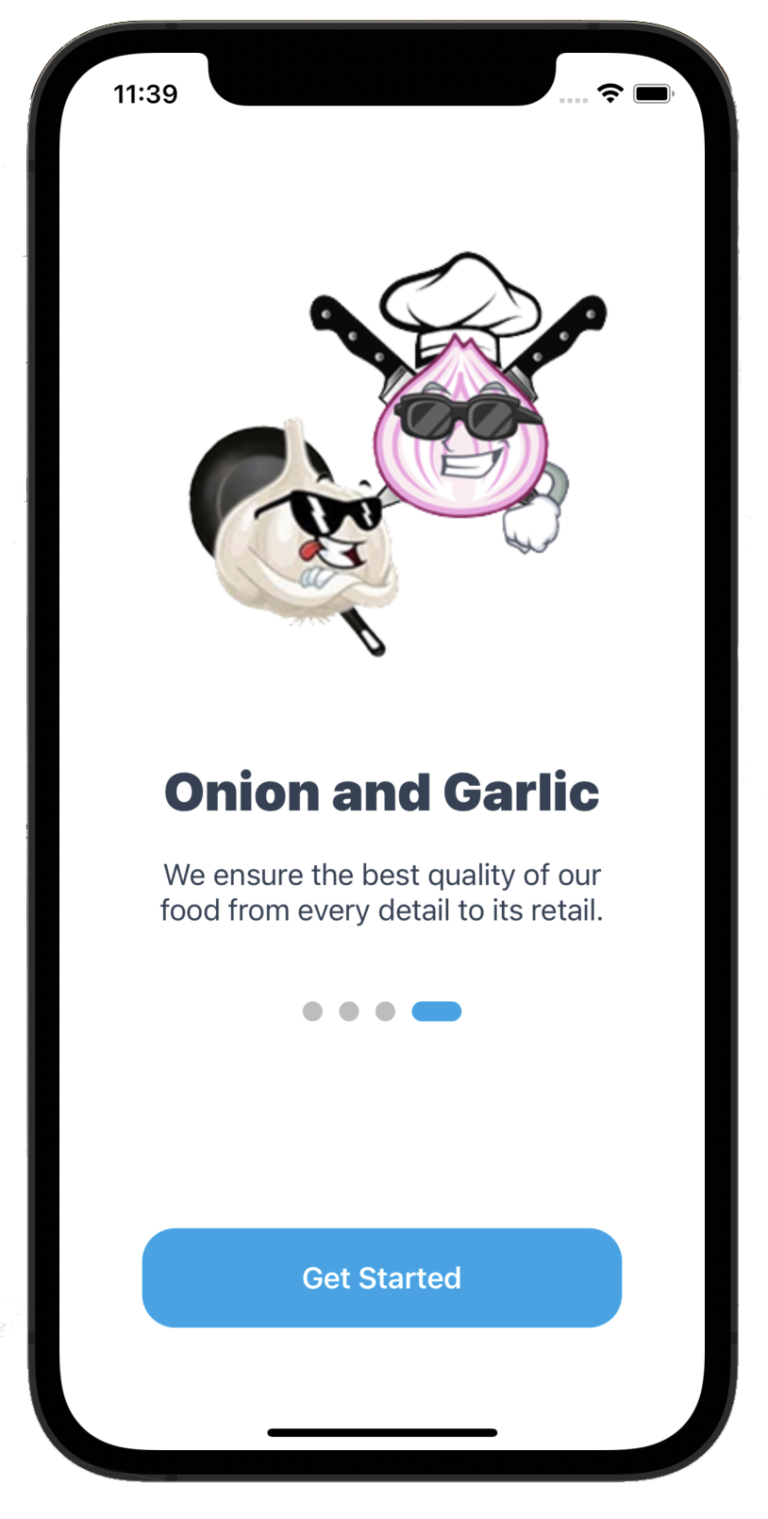 11:39
Onion and Garlic
We ensure the best quality of our
food from every detail to its retail.
Get Started